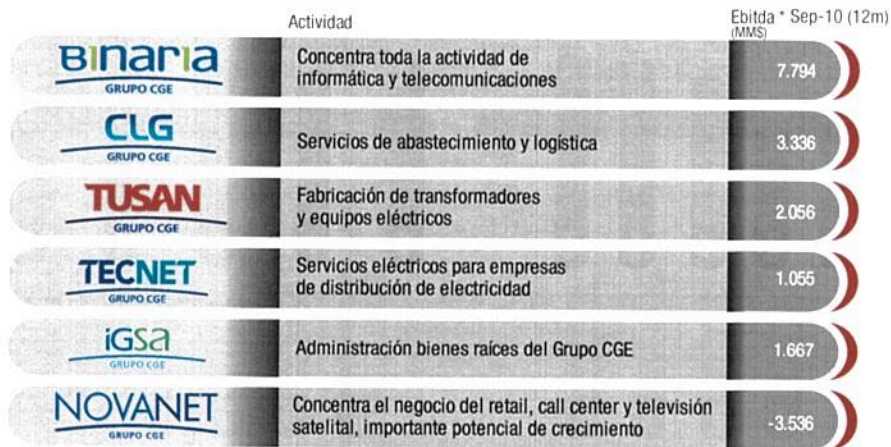 Actividad
Ebitda * Sep-10 (12m)
(MM$)
BINARIA
GRUPO CGE
Concentra toda la actividad de
informática y telecomunicaciones
7.794
CLG
GRUPO CGE
Servicios de abastecimiento y logística
3.336
TUSAN
GRUPO CGE
Fabricación de transformadores
y equipos eléctricos
2.056
TECNET
GRUPO CGE
Servicios eléctricos para empresas
de distribución de electricidad
1.055
iGsa
GRUPO CGE
Administración bienes raíces del Grupo CGE
1.667
NOVANET
GRUPO CGE
Concentra el negocio del retail, call center y televisión
satelital, importante potencial de crecimiento
-3.536